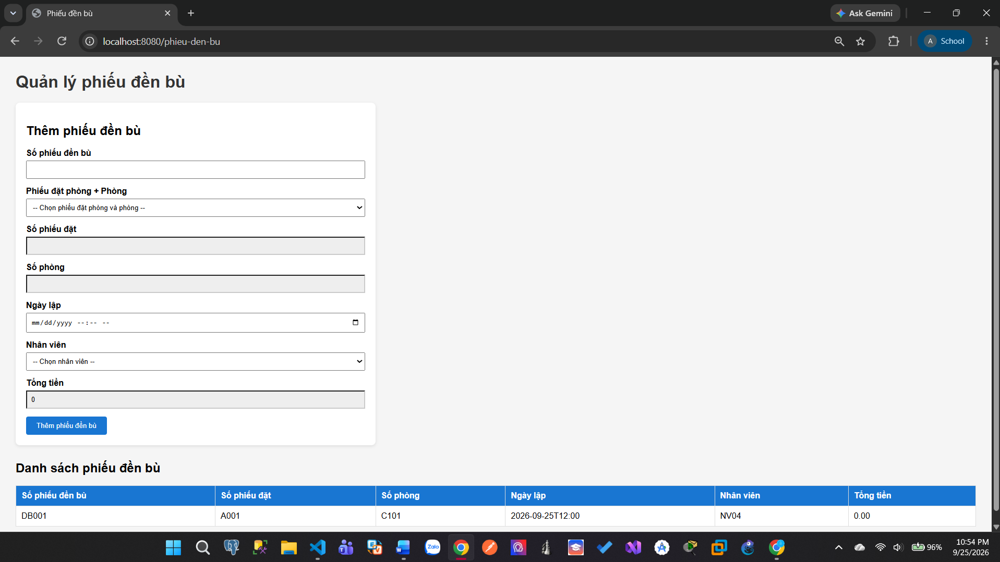 Phiếu đền bù
Ask Gemini
localhost:8080/phieu-den-bu
A School
Quản lý phiếu đền bù
Thêm phiếu đền bù
Số phiếu đền bù
Phiếu đặt phòng + Phòng
-- Chọn phiếu đặt phòng và phòng --
Số phiếu đặt
Số phòng
Ngày lập
mm/dd/yyyy --:-- --
Nhân viên
-- Chọn nhân viên --
Tổng tiền
0
Thêm phiếu đền bù
Danh sách phiếu đền bù
Số phiếu đền bù Số phiếu đặt Số phòng Ngày lập Nhân viên Tổng tiền
DB001 A001 C101 2026-09-25T12:00 NV04 0.00
Zalo
96%
10:54 PM
9/25/2026